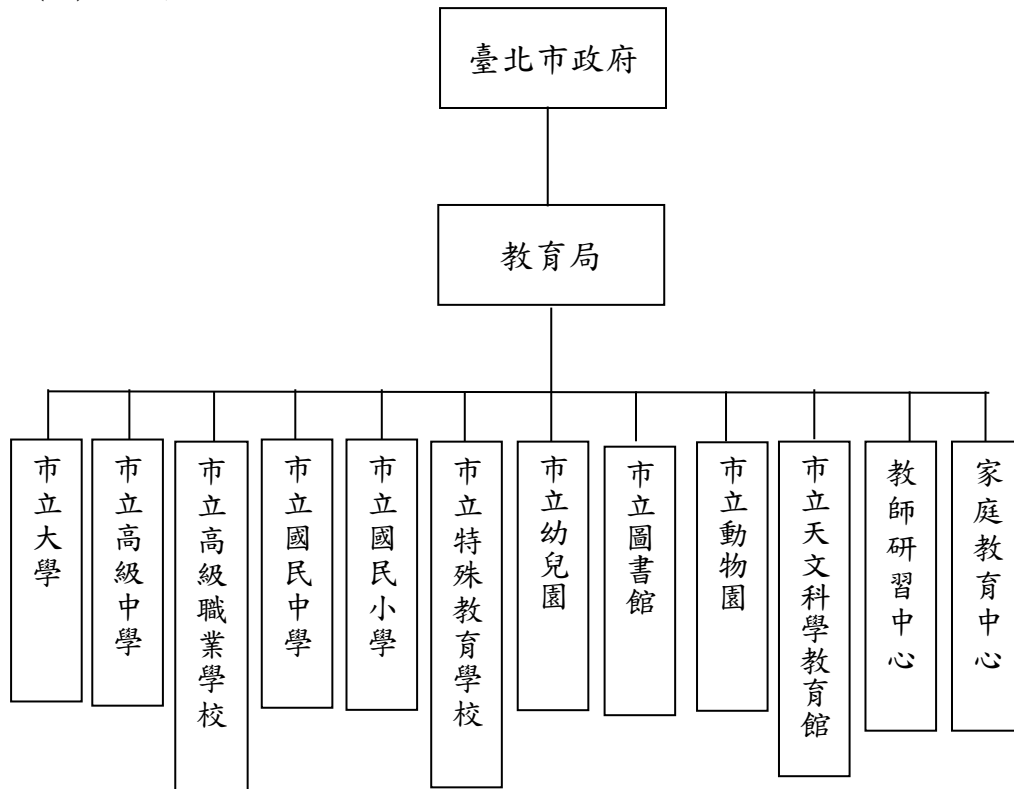 臺北市政府
教育局
市立大學
市立高級中學
市立高級職業學校
市立國民中學
市立國民小學
市立特殊教育學校
市立幼兒園
市立圖書館
市立動物園
市立天文科學教育館
教師研習中心
家庭教育中心